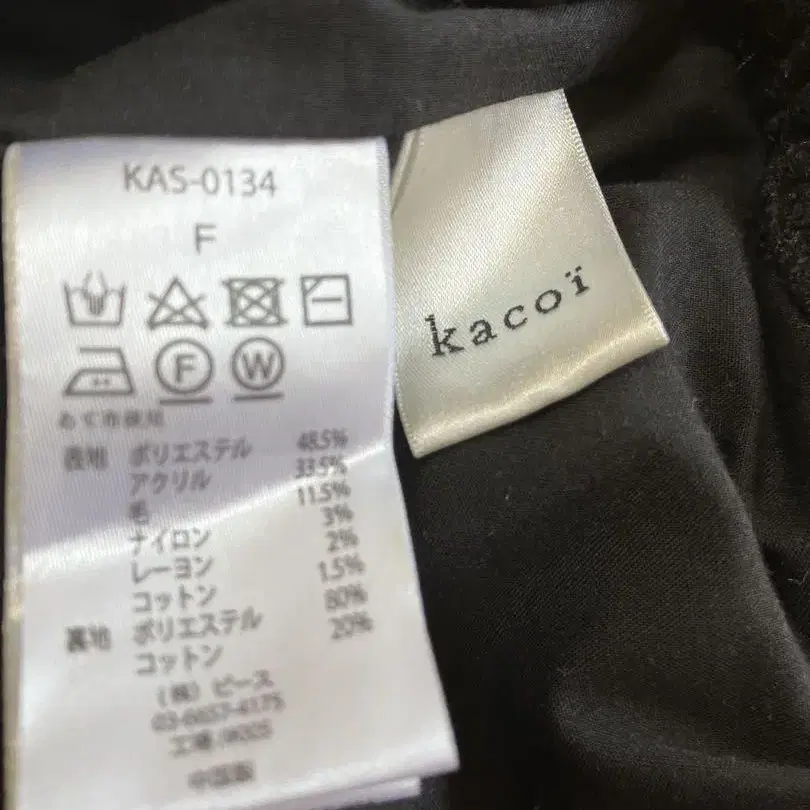 KAS-0134
F
F W
あて布使用
表地 ポリエステル 48.5%
アクリル 33.5%
毛 11.5%
ナイロン 3%
レーヨン 2%
コットン 1.5%
裏地 ポリエステル 80%
コットン 20%
(株)ピース
中国製
kacoï